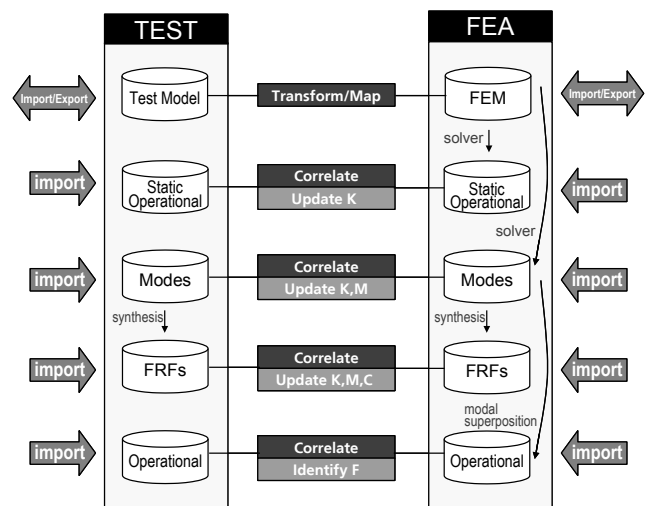 TEST
FEA
Import/Export
Test Model
Transform/Map
FEM
Import/Export
solver
import
Static
Operational
Correlate
Update K
Static
Operational
import
solver
import
Modes
Correlate
Update K,M
Modes
import
synthesis
synthesis
import
FRFs
Correlate
Update K,M,C
FRFs
import
modal
superposition
import
Operational
Correlate
Identify F
Operational
import